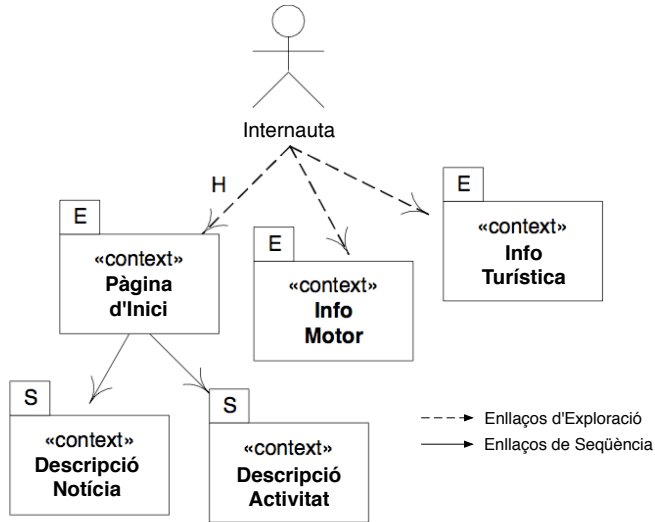 Internauta
H
E
«context»
Pàgina
d'Inici
E
«context»
Info
Motor
E
«context»
Info
Turística
S
«context»
Descripció
Notícia
S
«context»
Descripció
Activitat
Enllaços d'Exploració
Enllaços de Seqüència